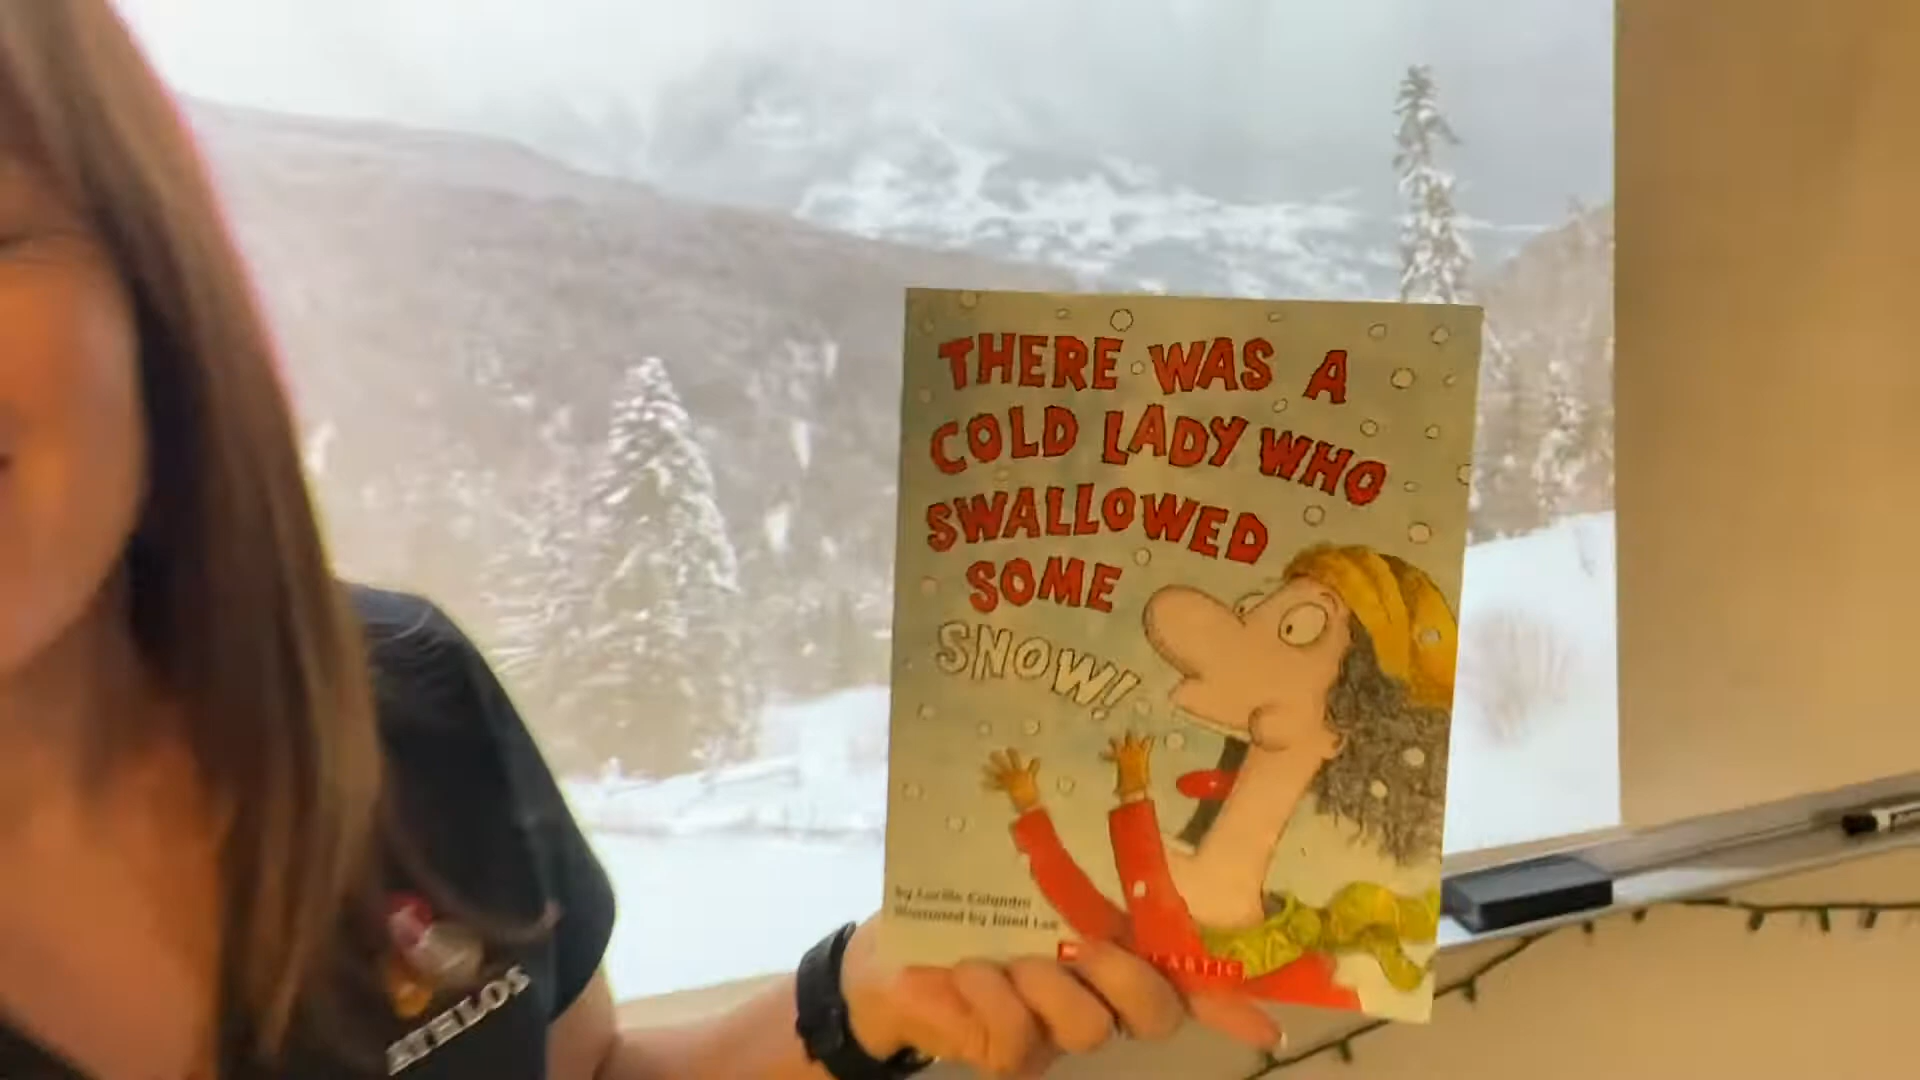 THERE WAS A
COLD LADY WHO
SWALLOWED
SOME
SNOW!
by Lucille Colandro
Illustrated by Jared Lee